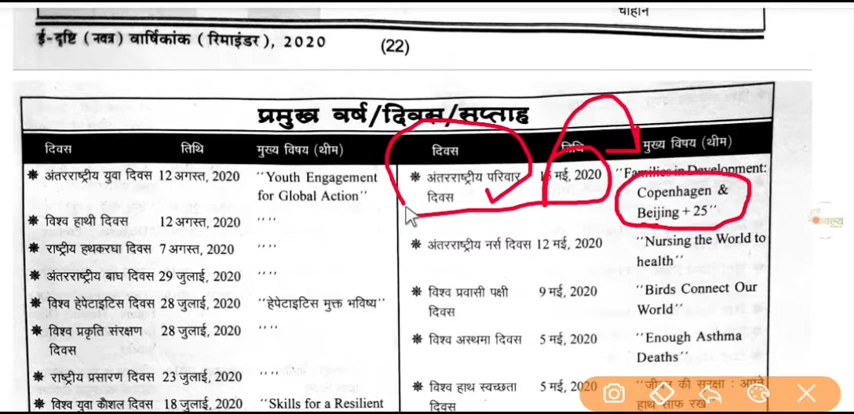 चौहान
ई-दृष्टि (नवत्र) वार्षिकांक (रिमाइंडर), 2020 (22)
प्रमुख वर्ष/दिवस/सप्ताह
दिवस तिथि मुख्य विषय (थीम)
✱ अंतरराष्ट्रीय युवा दिवस 12 अगस्त, 2020 ‘‘Youth Engagement
for Global Action’’
✱ विश्व हाथी दिवस 12 अगस्त, 2020 ‘‘ ’’
✱ राष्ट्रीय हथकरघा दिवस 7 अगस्त, 2020 ‘‘ ’’
✱ अंतरराष्ट्रीय बाघ दिवस 29 जुलाई, 2020 ‘‘ ’’
✱ विश्व हेपेटाइटिस दिवस 28 जुलाई, 2020 ‘‘हेपेटाइटिस मुक्त भविष्य’’
✱ विश्व प्रकृति संरक्षण 28 जुलाई, 2020 ‘‘ ’’
दिवस
✱ राष्ट्रीय प्रसारण दिवस 23 जुलाई, 2020 ‘‘ ’’
✱ विश्व युवा कौशल दिवस 18 जुलाई, 2020 ‘‘Skills for a Resilient
दिवस तिथि मुख्य विषय (थीम)
✱ अंतरराष्ट्रीय परिवार मई, 2020 ‘‘Families in Development:
दिवस Copenhagen &
Beijing + 25’’
✱ अंतरराष्ट्रीय नर्स दिवस 12 मई, 2020 ‘‘Nursing the World to
health’’
✱ विश्व प्रवासी पक्षी 9 मई, 2020 ‘‘Birds Connect Our
दिवस World’’
✱ विश्व अस्थमा दिवस 5 मई, 2020 ‘‘Enough Asthma
Deaths’’
✱ विश्व हाथ स्वच्छता 5 मई, 2020 की सुरक्षा :
दिवस हाथ साफ रखें